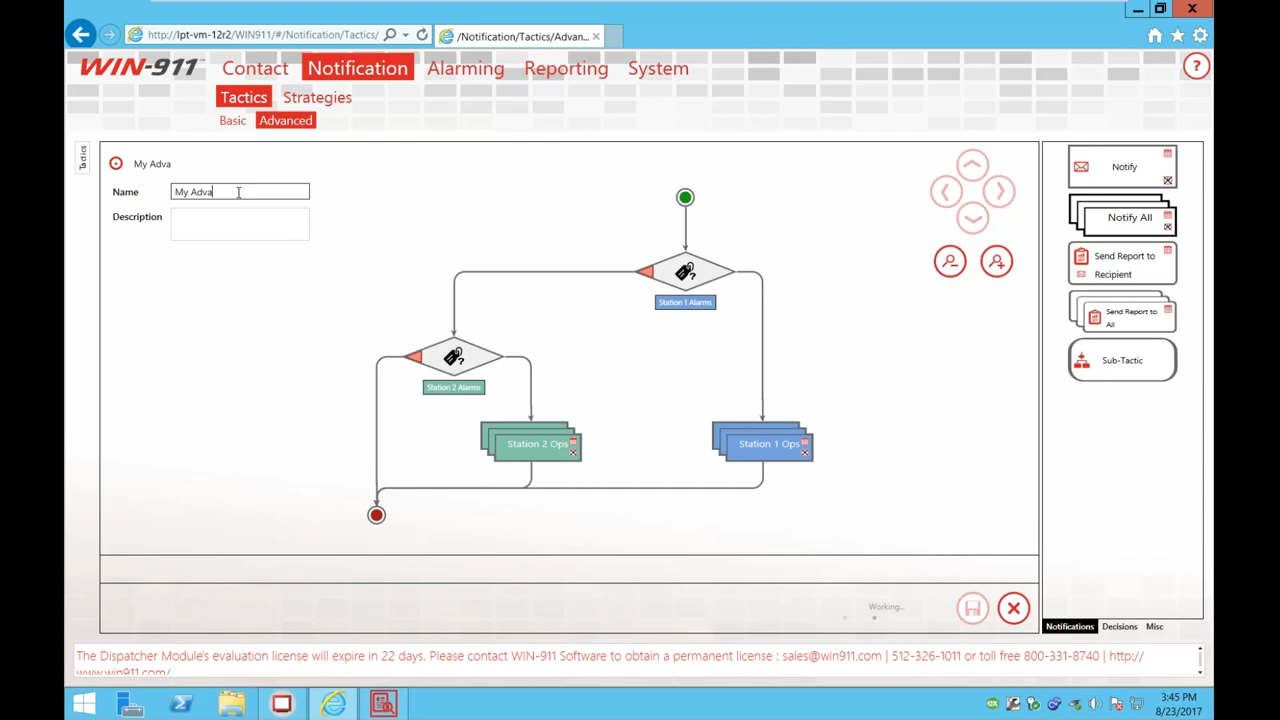 http://lpt-vm-12r2/WIN911/#/Notification/Tactics/
/Notification/Tactics/Advan...
WIN-911
Contact
Notification
Alarming
Reporting
System
?
Tactics
Strategies
Basic
Advanced
Tactics
My Adva
Name
My Adva
Description
?
Station 1 Alarms
?
Station 2 Alarms
Station 2 Ops
Station 1 Ops
Working...
Notify
Notify All
Send Report to
Recipient
Send Report to
All
Sub-Tactic
Notifications
Decisions
Misc
The Dispatcher Module's evaluation license will expire in 22 days. Please contact WIN-911 Software to obtain a permanent license : sales@win911.com | 512-326-1011 or toll free 800-331-8740 | http://
www.win911.com/
3:45 PM
8/23/2017